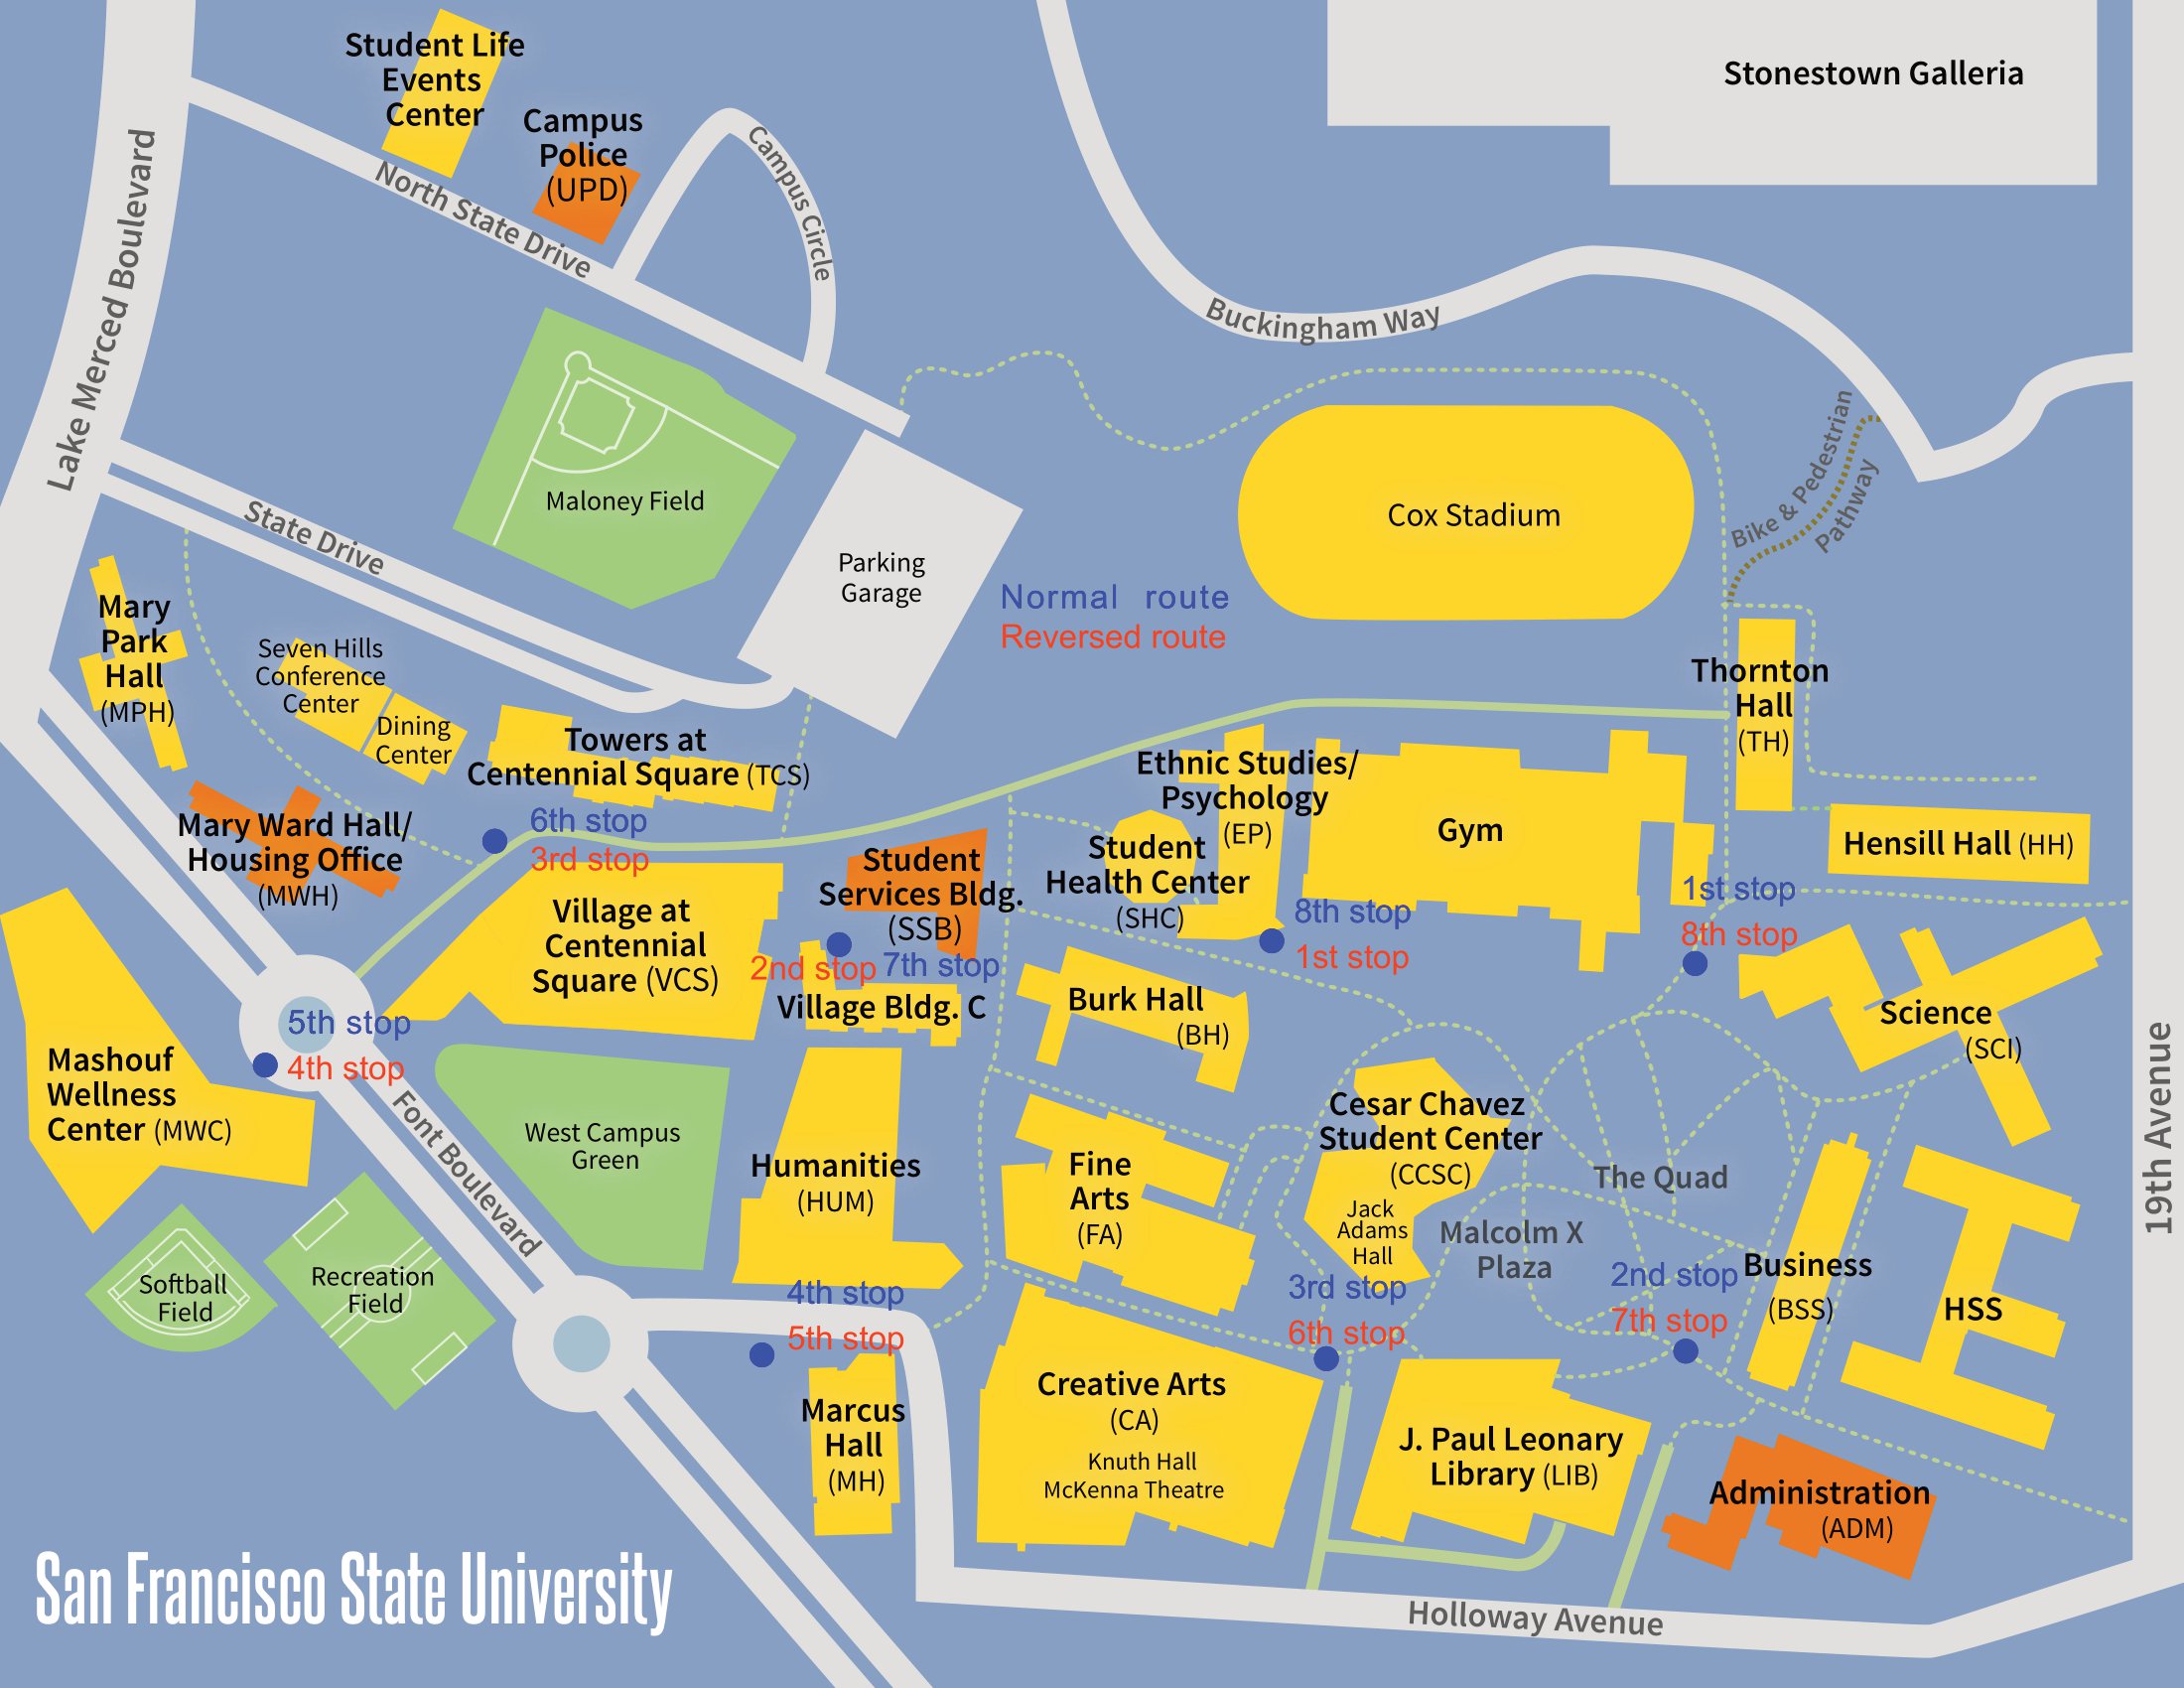 Student Life
Events
Center
Campus
Police
(UPD)
Stonestown Galleria
Campus Circle
North State Drive
Lake Merced Boulevard
Buckingham Way
Maloney Field
Cox Stadium
Bike & Pedestrian
Pathway
State Drive
Parking
Garage
Normal route
Reversed route
Mary
Park
Hall
(MPH)
Seven Hills
Conference
Center
Dining
Center
Towers at
Centennial Square (TCS)
6th stop
3rd stop
Thornton
Hall
(TH)
Ethnic Studies/
Psychology
(EP)
Gym
Hensill Hall (HH)
Mary Ward Hall/
Housing Office
(MWH)
Student
Services Bldg.
(SSB)
Student
Health Center
(SHC)
8th stop
1st stop
1st stop
8th stop
Village at
Centennial
Square (VCS)
2nd stop
7th stop
Village Bldg. C
Burk Hall
(BH)
Science
(SCI)
5th stop
4th stop
Mashouf
Wellness
Center (MWC)
Font Boulevard
West Campus
Green
Humanities
(HUM)
Fine
Arts
(FA)
Cesar Chavez
Student Center
(CCSC)
Jack
Adams
Hall
The Quad
Malcolm X
Plaza
19th Avenue
Softball
Field
Recreation
Field
4th stop
5th stop
3rd stop
6th stop
2nd stop
7th stop
Business
(BSS)
HSS
Marcus
Hall
(MH)
Creative Arts
(CA)
Knuth Hall
McKenna Theatre
J. Paul Leonary
Library (LIB)
Administration
(ADM)
San Francisco State University
Holloway Avenue